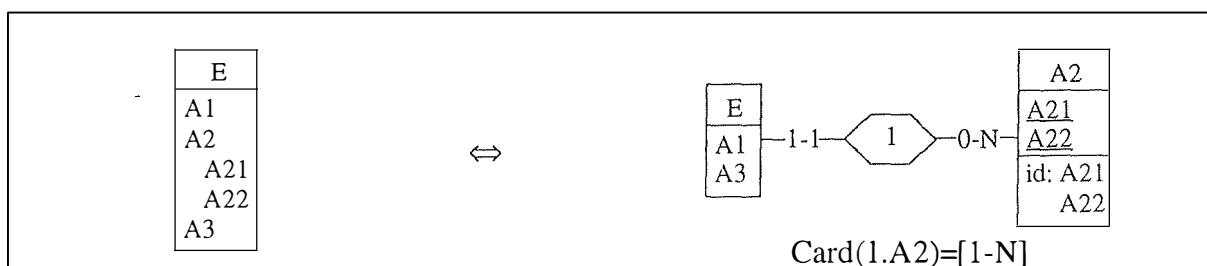 E
A1
A2
A21
A22
A3
⇔
E
A1
A3
1-1
1
0-N
A2
A21
A22
id: A21
A22
Card(1.A2)=[1-N]